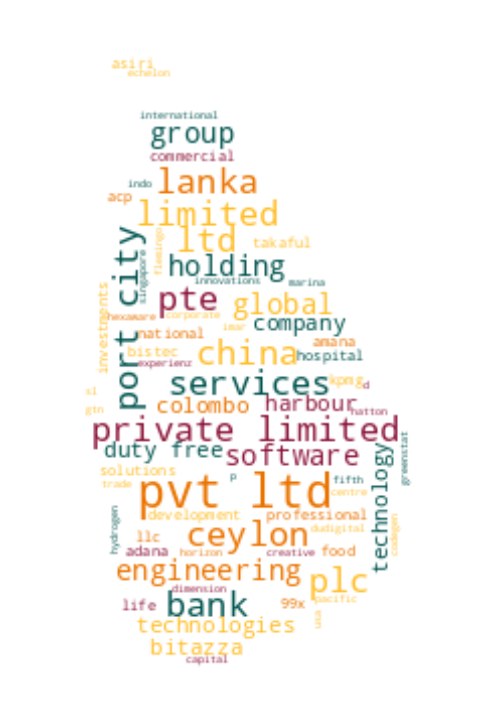 asiri
echelon
international
group
commercial
indo
lanka
acp
limited
ltd
takaful
flamingo
port city
singapore
holding
innovations
marina
investments
pte
global
hexaware
corporate
company
imar
national
amana
bistec
china
hospital
experienz
services
kpmg
d
sl
colombo
harbour
gtn
hatton
private limited
duty free
software
greenstat
technology
solutions
trade
p
fifth
pvt ltd
centre
hydrogen
development
professional
dudigital
codegen
ceylon
llc
adana
horizon
creative
food
engineering
plc
dimension
life
bank
99x
pacific
usa
technologies
bitazza
capital